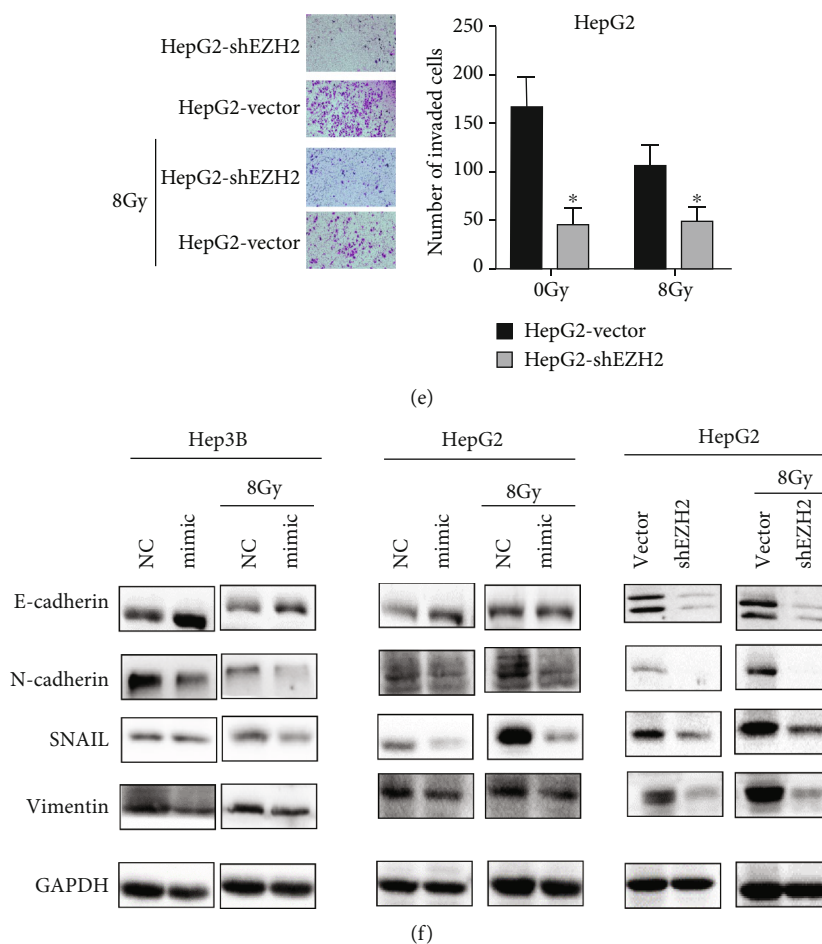 HepG2-shEZH2
HepG2-vector
8Gy
HepG2-shEZH2
HepG2-vector
HepG2
Number of invaded cells
250
200
150
100
50
0
*
*
0Gy
8Gy
HepG2-vector
HepG2-shEZH2
(e)
Hep3B
HepG2
HepG2
8Gy
8Gy
8Gy
NC
mimic
NC
mimic
NC
mimic
NC
mimic
Vector
shEZH2
Vector
shEZH2
E-cadherin
N-cadherin
SNAIL
Vimentin
GAPDH
(f)